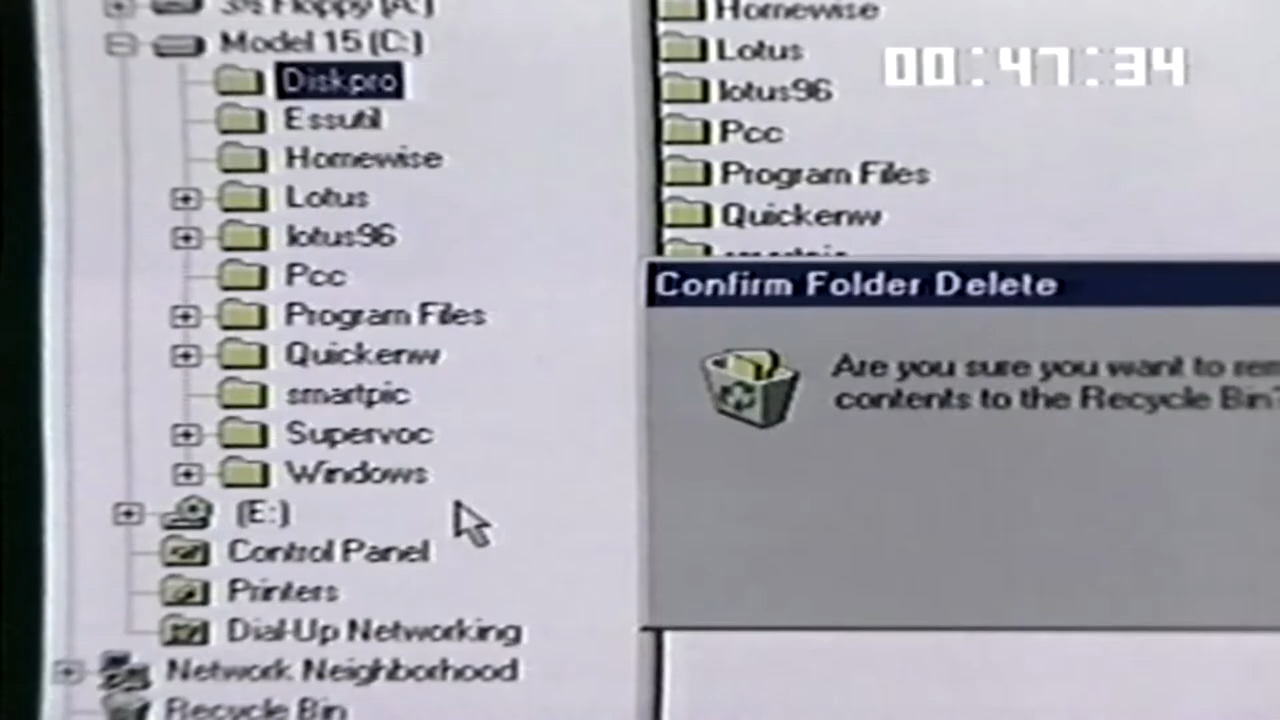 3½ Floppy (A:)
Model 15 (C:)
Diskpro
Essutil
Homewise
Lotus
lotus96
Pcc
Program Files
Quickenw
smartpic
Supervoc
Windows
(E:)
Control Panel
Printers
Dial-Up Networking
Network Neighborhood
Recycle Bin
Homewise
Lotus
lotus96
Pcc
Program Files
Quickenw
smartpic
00:47:34
Confirm Folder Delete
Are you sure you want to rem
contents to the Recycle Bin?